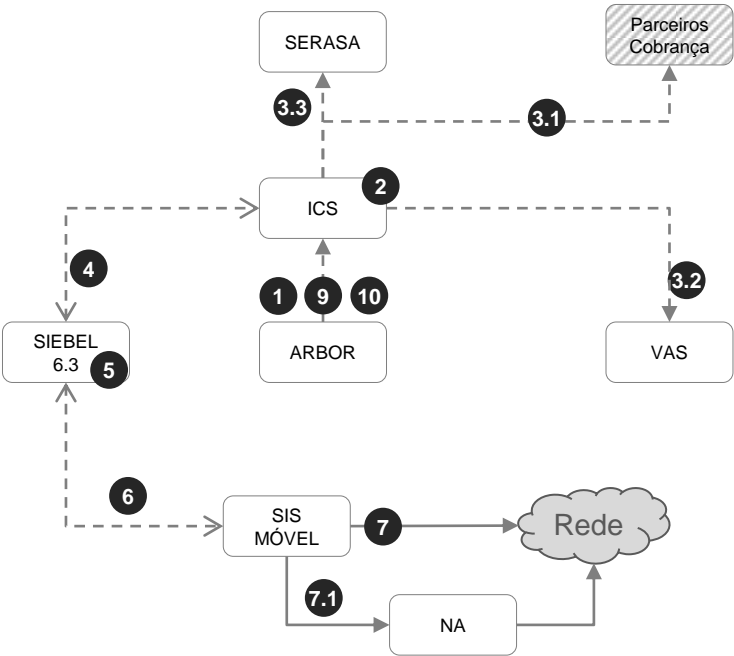 SERASA
Parceiros
Cobrança
3.3
3.1
2
ICS
4
1
9
10
3.2
SIEBEL
6.3
5
ARBOR
VAS
6
SIS
MÓVEL
7
Rede
7.1
NA